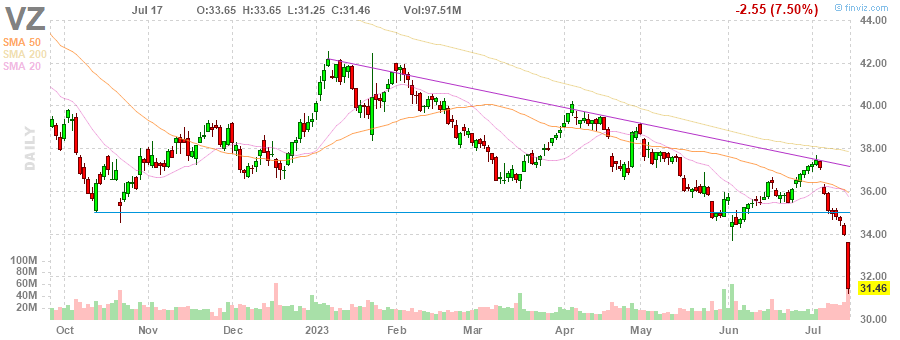 VZ Jul 17 O:33.65 H:33.65 L:31.25 C:31.46 Vol:97.51M -2.55 (7.50%) © finviz.com
SMA 50
SMA 200
SMA 20
DAILY
44.00
42.00
40.00
38.00
36.00
34.00
32.00
31.46
30.00
100M
80M
60M
40M
20M
Oct Nov Dec 2023 Feb Mar Apr May Jun Jul